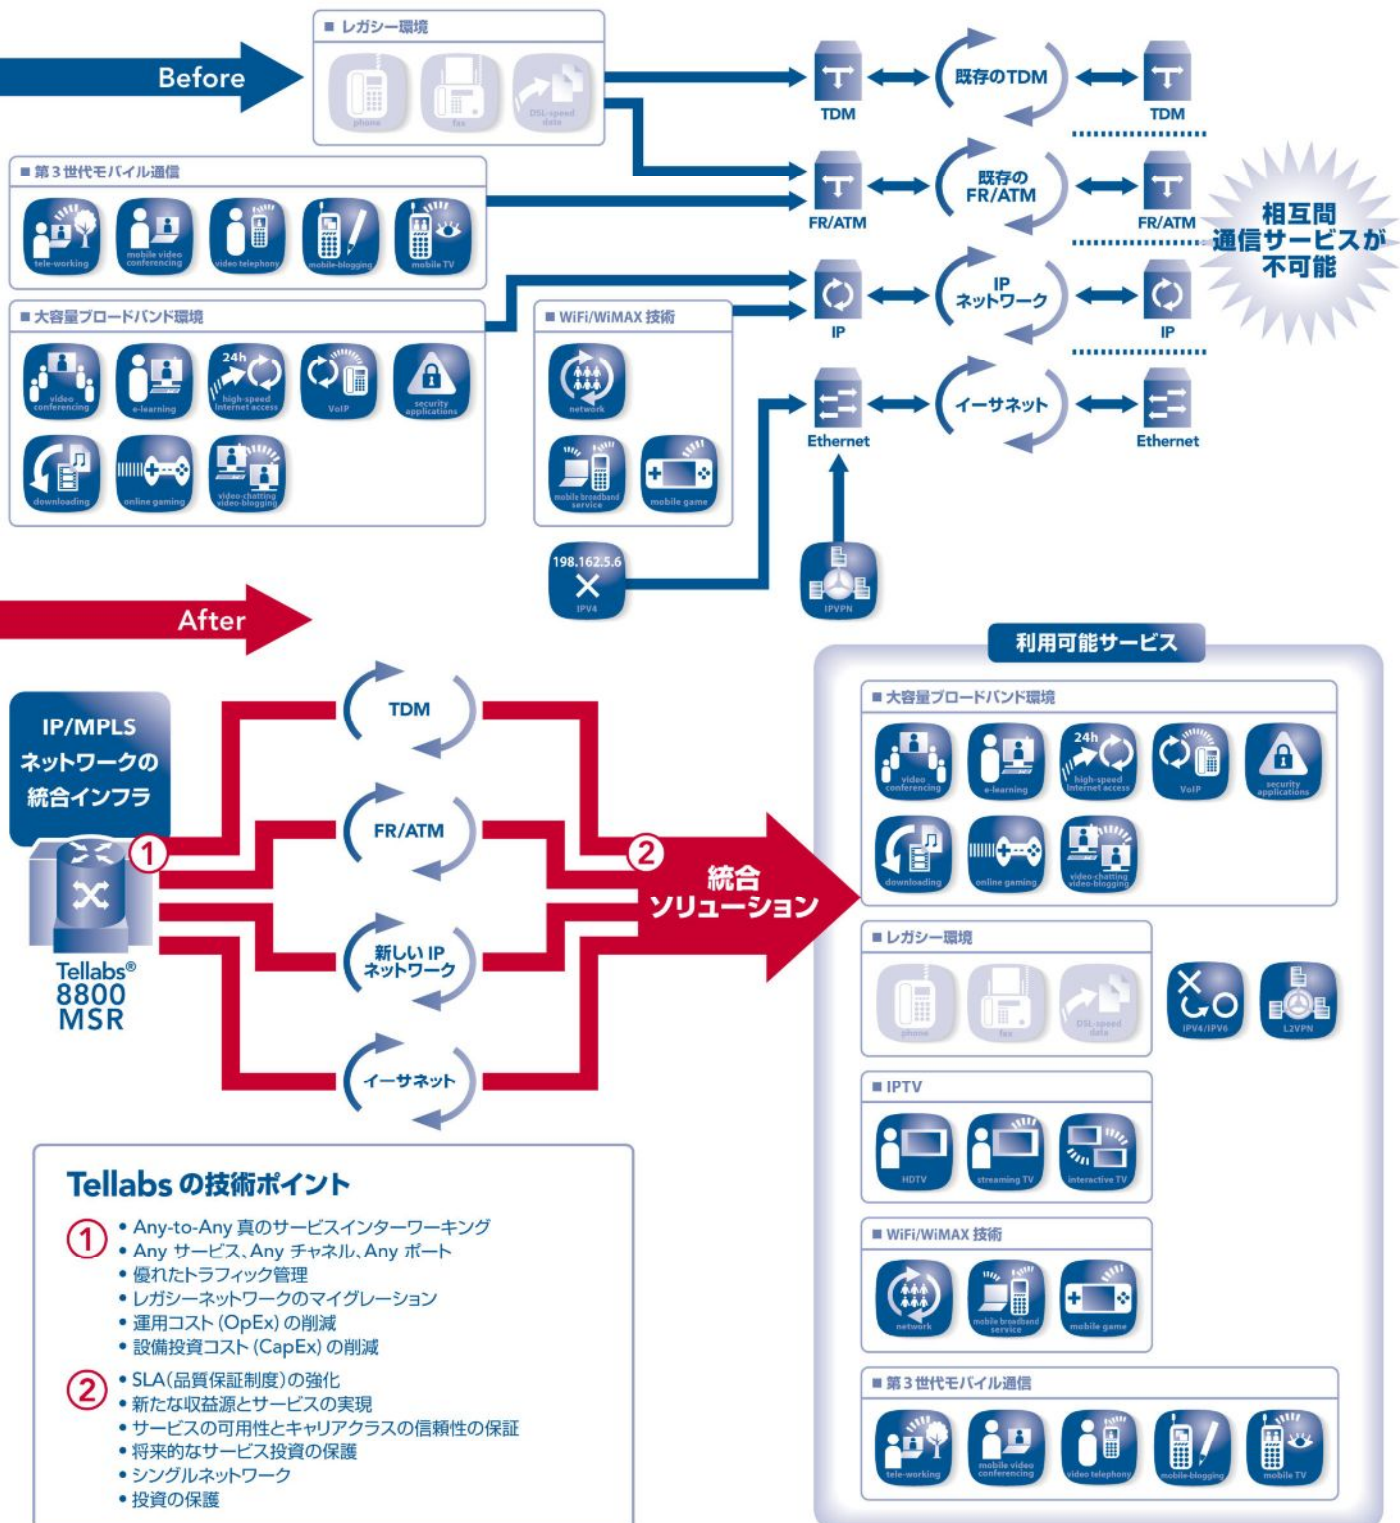 Before
■ レガシー環境
phone
fax
DSL-speed
data
TDM
既存のTDM
TDM
■ 第3世代モバイル通信
tele-working
mobile video
conferencing
video telephony
mobile-blogging
mobile TV
FR/ATM
既存の
FR/ATM
FR/ATM
相互間
通信サービスが
不可能
■ 大容量ブロードバンド環境
video
conferencing
e-learning
24h
high-speed
Internet access
VoIP
security
applications
downloading
online gaming
video-chatting
video-blogging
■ WiFi/WiMAX 技術
network
mobile broadband
service
mobile game
IP
IP
ネットワーク
IP
Ethernet
イーサネット
Ethernet
198.162.5.6
IPV4
IPVPN
After
IP/MPLS
ネットワークの
統合インフラ
1
Tellabs®
8800
MSR
TDM
FR/ATM
新しい IP
ネットワーク
イーサネット
2
統合
ソリューション
利用可能サービス
■ 大容量ブロードバンド環境
video
conferencing
e-learning
24h
high-speed
Internet access
VoIP
security
applications
downloading
online gaming
video-chatting
video-blogging
■ レガシー環境
phone
fax
DSL-speed
data
IPV4/IPV6
L2VPN
■ IPTV
HDTV
streaming TV
interactive TV
■ WiFi/WiMAX 技術
network
mobile broadband
service
mobile game
■ 第3世代モバイル通信
tele-working
mobile video
conferencing
video telephony
mobile-blogging
mobile TV
Tellabs の技術ポイント
1
• Any-to-Any 真のサービスインターワーキング
• Any サービス、Any チャネル、Any ポート
• 優れたトラフィック管理
• レガシーネットワークのマイグレーション
• 運用コスト (OpEx) の削減
• 設備投資コスト (CapEx) の削減
2
• SLA(品質保証制度)の強化
• 新たな収益源とサービスの実現
• サービスの可用性とキャリアクラスの信頼性の保証
• 将来的なサービス投資の保護
• シングルネットワーク
• 投資の保護